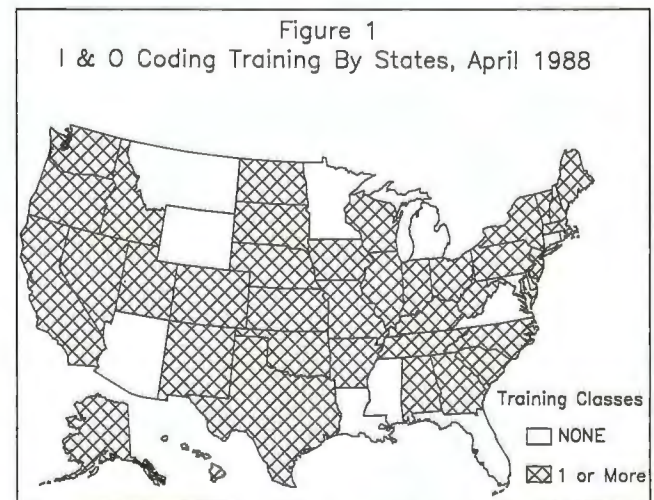 Figure 1
I & O Coding Training By States, April 1988
Training Classes
NONE
1 or More